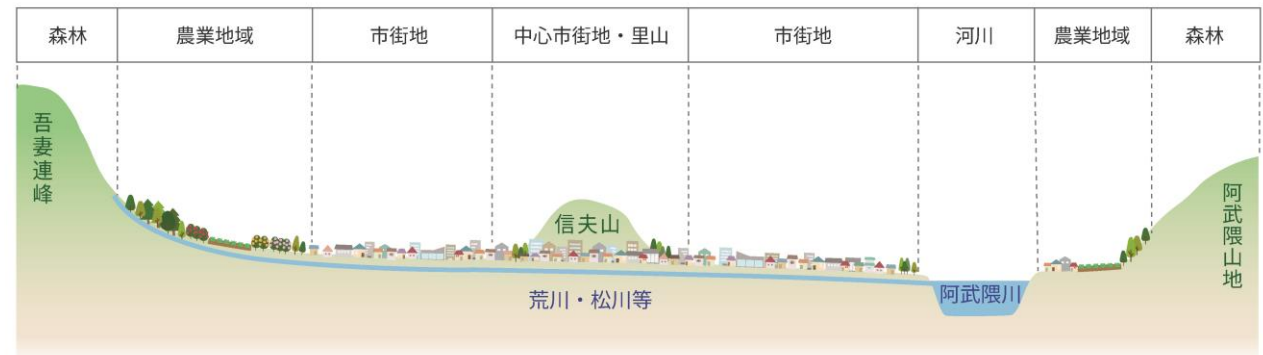 森林
農業地域
市街地
中心市街地・里山
市街地
河川
農業地域
森林
吾妻連峰
信夫山
荒川・松川等
阿武隈川
阿武隈山地